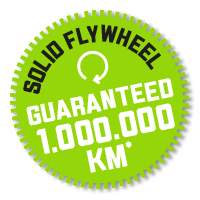 SOLID FLYWHEEL
GUARANTEED
1.000.000
KM*